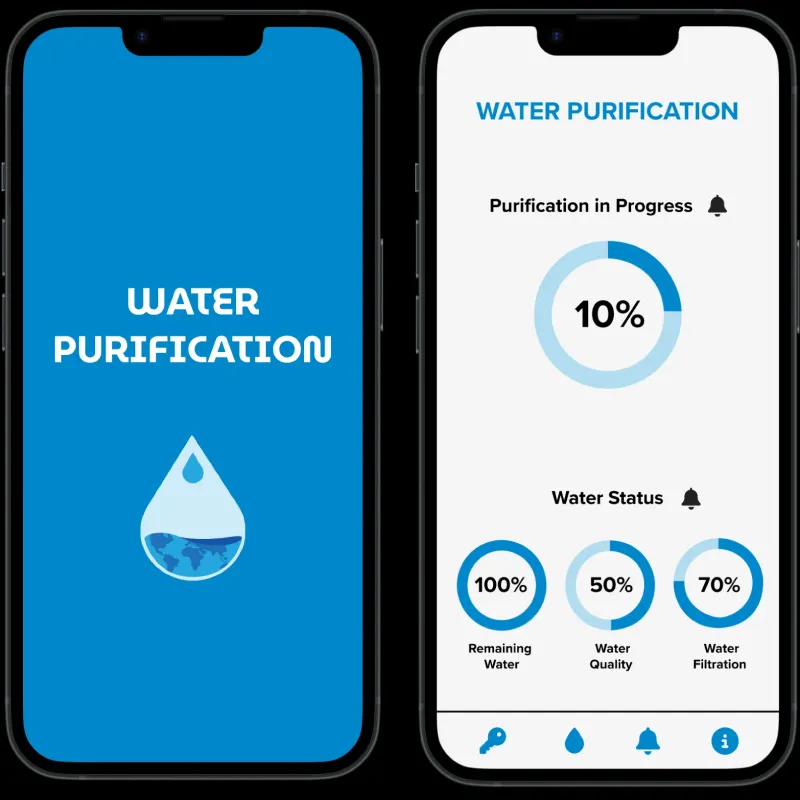 WATER
PURIFICATION
WATER PURIFICATION
Purification in Progress
10%
Water Status
100%
50%
70%
Remaining
Water
Water
Quality
Water
Filtration